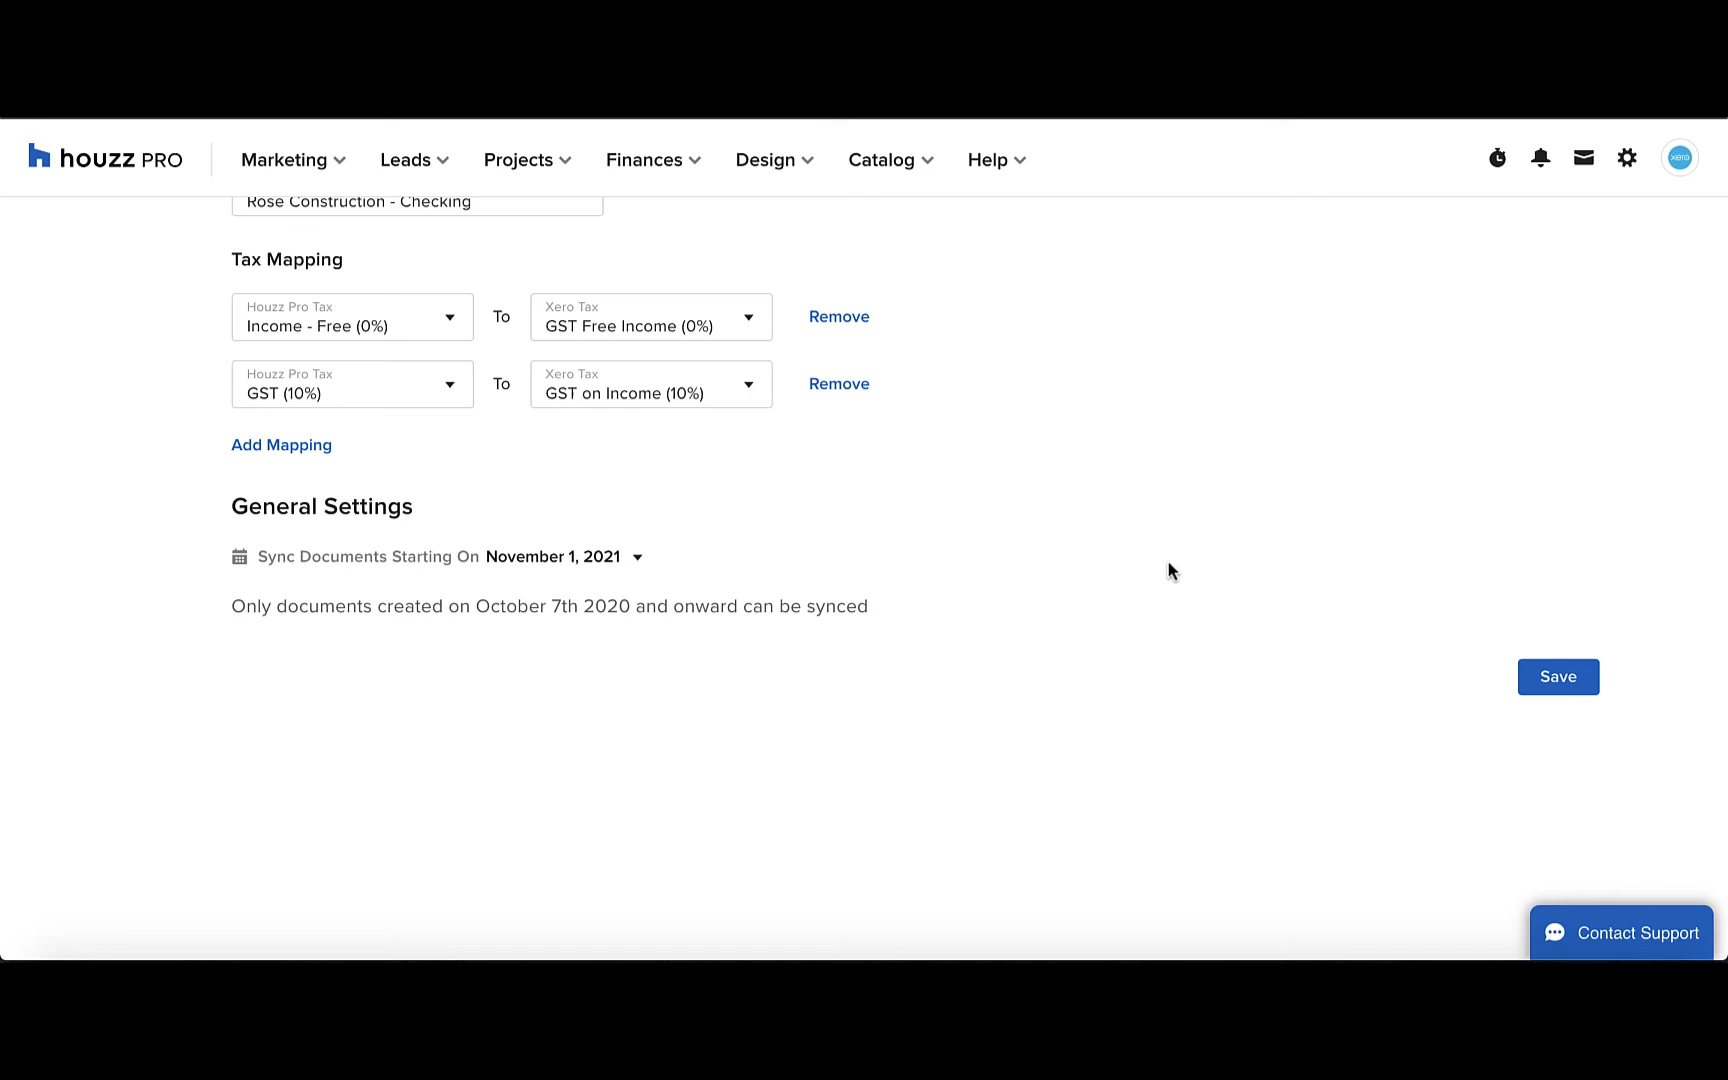 houzz PRO
Marketing Leads Projects Finances Design Catalog Help
xero
Rose Construction - Checking
Tax Mapping
Houzz Pro Tax
Income - Free (0%)
To
Xero Tax
GST Free Income (0%)
Remove
Houzz Pro Tax
GST (10%)
To
Xero Tax
GST on Income (10%)
Remove
Add Mapping
General Settings
Sync Documents Starting On November 1, 2021
Only documents created on October 7th 2020 and onward can be synced
Save
Contact Support